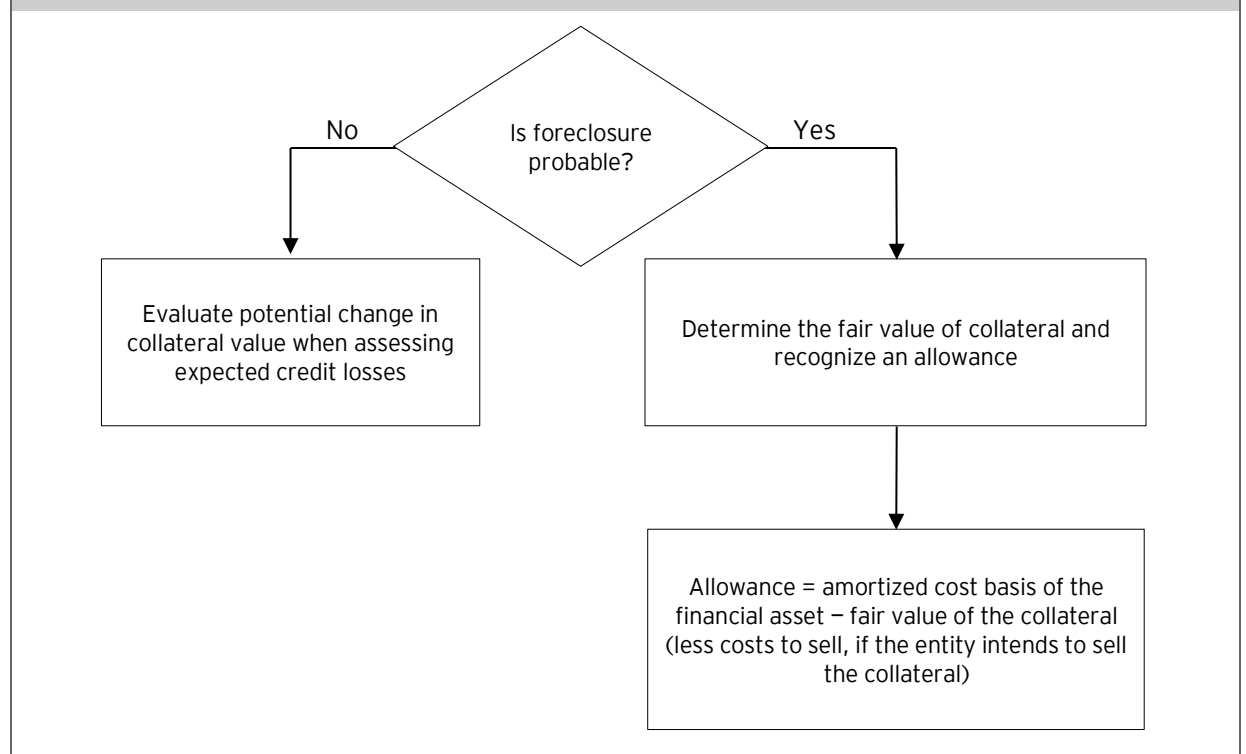 Is foreclosure
probable?
No
Yes
Evaluate potential change in
collateral value when assessing
expected credit losses
Determine the fair value of collateral and
recognize an allowance
Allowance = amortized cost basis of the
financial asset – fair value of the collateral
(less costs to sell, if the entity intends to sell
the collateral)